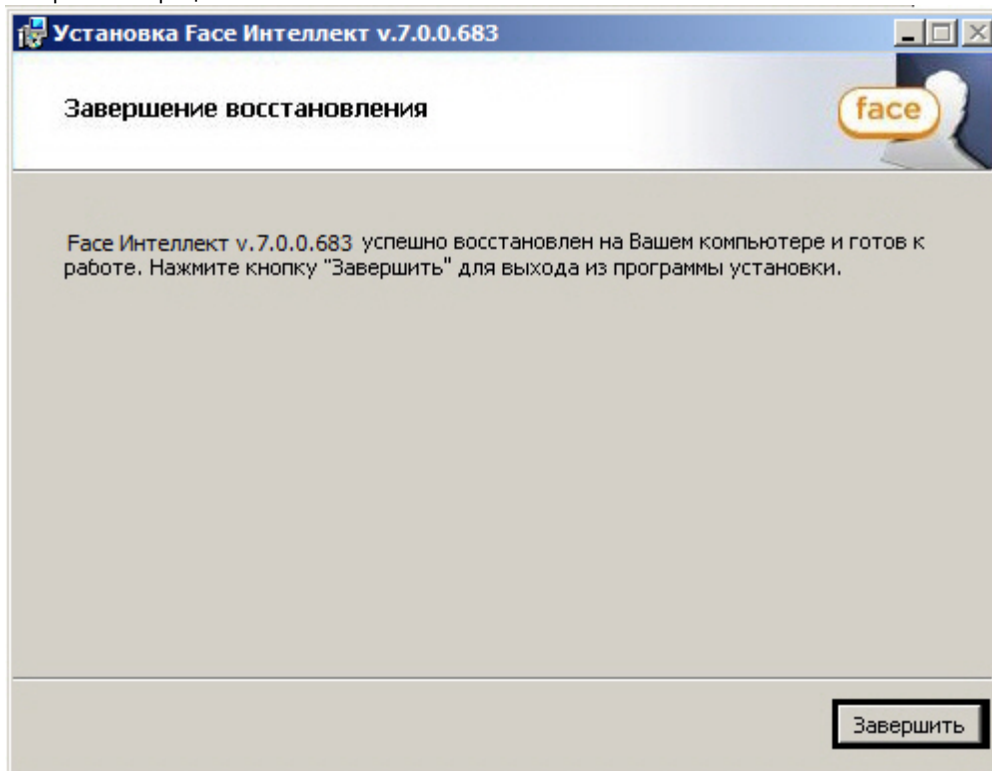 Установка Face Интеллект v.7.0.0.683
Завершение восстановления
face
Face Интеллект v.7.0.0.683 успешно восстановлен на Вашем компьютере и готов к
работе. Нажмите кнопку "Завершить" для выхода из программы установки.
Завершить